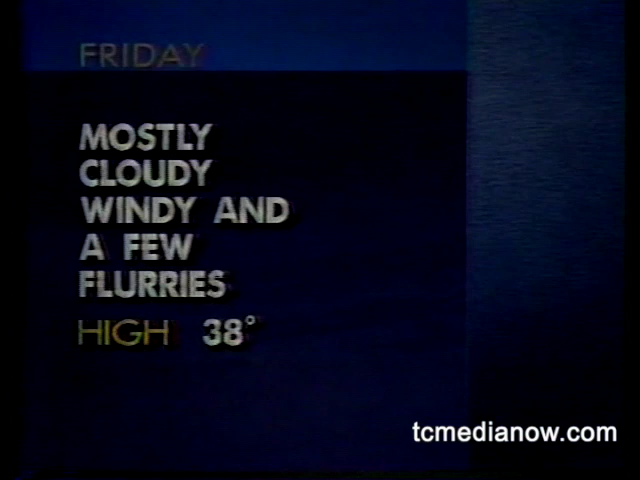 FRIDAY
MOSTLY
CLOUDY
WINDY AND
A FEW
FLURRIES
HIGH 38°
tcmedianow.com